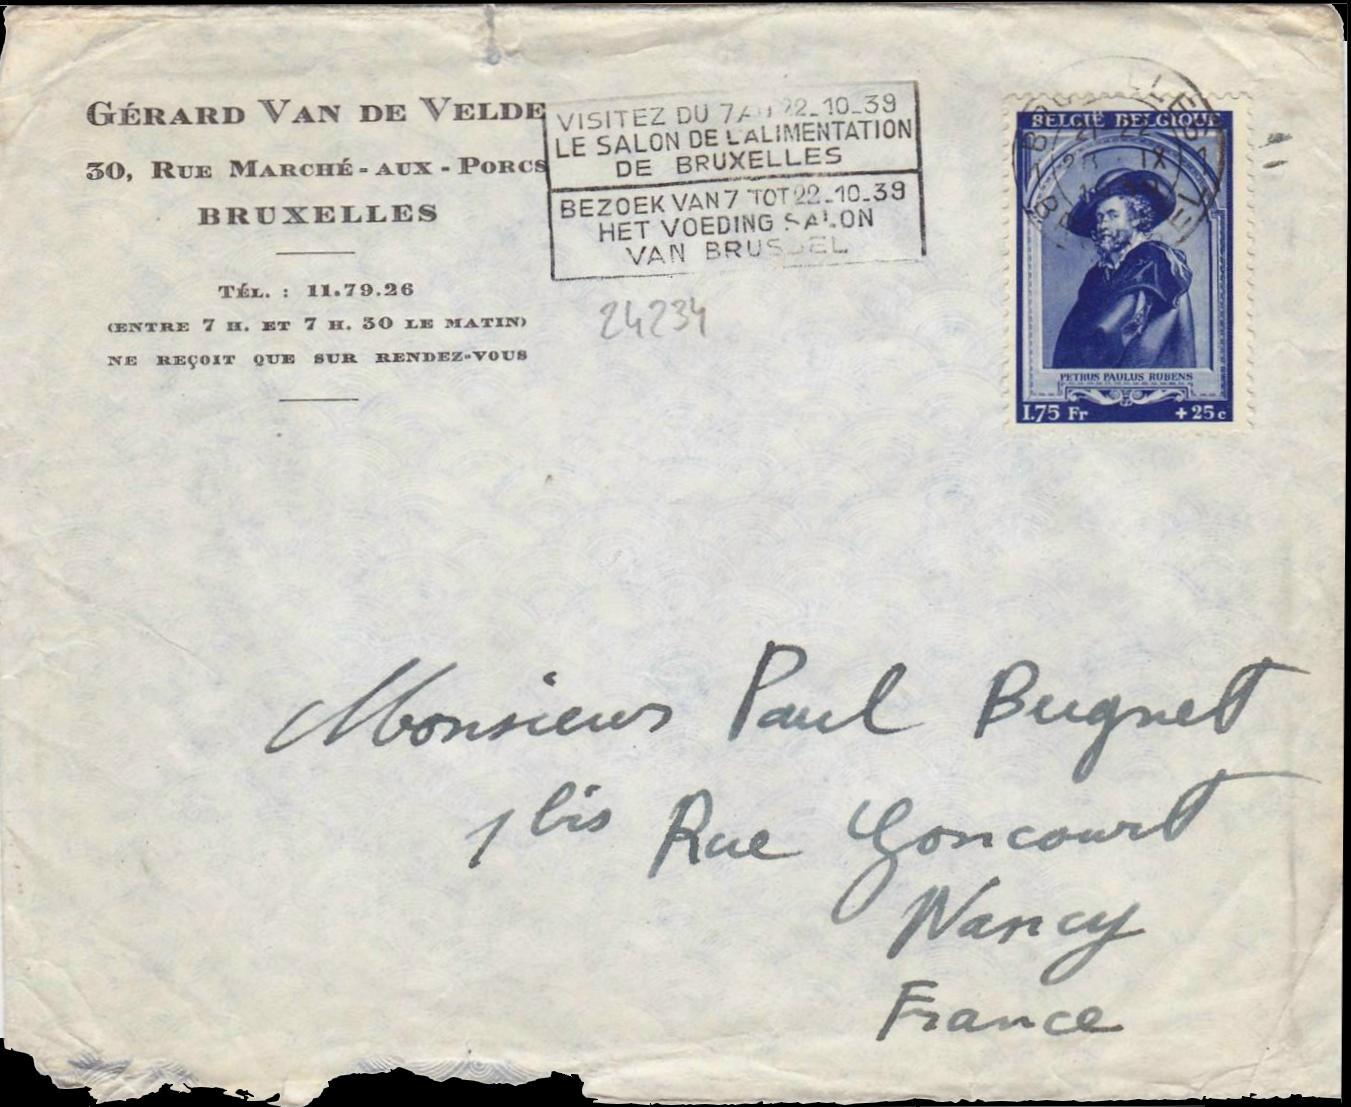 GÉRARD VAN DE VELDE
30, RUE MARCHÉ-AUX-PORCS
BRUXELLES
TÉL. : 11.79.26
(ENTRE 7 H. ET 7 H. 30 LE MATIN)
NE REÇOIT QUE SUR RENDEZ-VOUS
VISITEZ DU 7 AU 22-10-39
LE SALON DE L'ALIMENTATION
DE BRUXELLES
BEZOEK VAN 7 TOT 22-10-39
HET VOEDING SALON
VAN BRUSSEL
24234
BELGIË BELGIQUE
PETRUS PAULUS RUBENS
1.75 Fr + 25 c
Monsieur Paul Bugnet
1 bis Rue Goncourt
Nancy
France